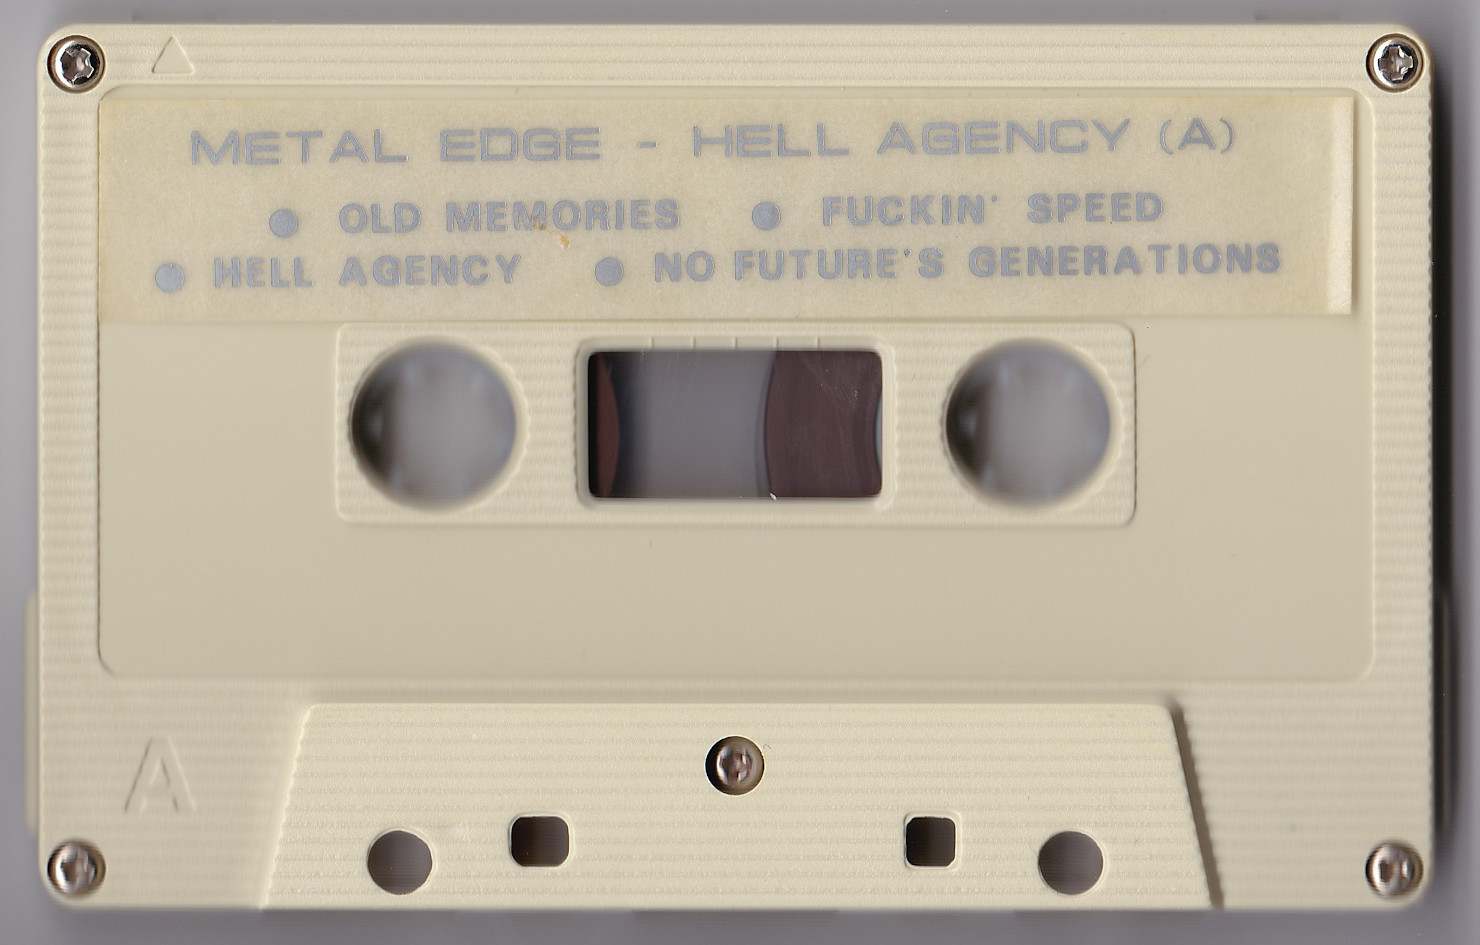 METAL EDGE - HELL AGENCY (A)
● OLD MEMORIES ● FUCKIN' SPEED
● HELL AGENCY ● NO FUTURE'S GENERATIONS
A